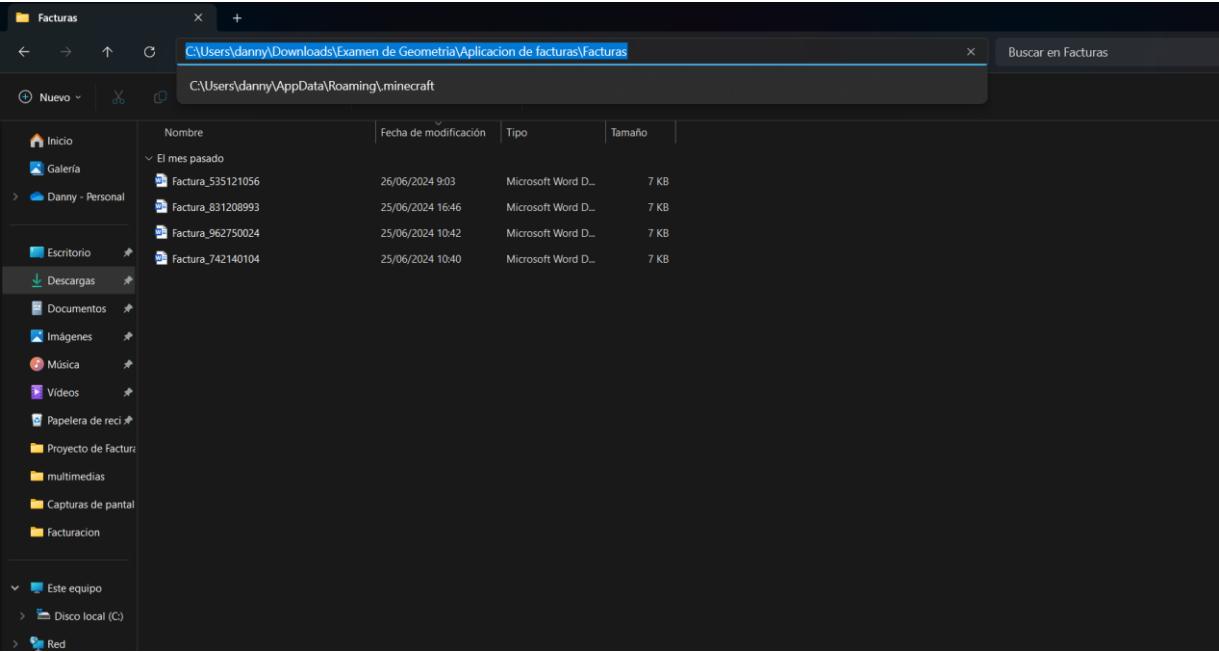 Facturas
C:\Users\danny\Downloads\Examen de Geometria\Aplicacion de facturas\Facturas
Buscar en Facturas
C:\Users\danny\AppData\Roaming\.minecraft
Nuevo
Nombre Fecha de modificación Tipo Tamaño
El mes pasado
Factura_535121056 26/06/2024 9:03 Microsoft Word D... 7 KB
Factura_831208993 25/06/2024 16:46 Microsoft Word D... 7 KB
Factura_962750024 25/06/2024 10:42 Microsoft Word D... 7 KB
Factura_742140104 25/06/2024 10:40 Microsoft Word D... 7 KB
Inicio
Galería
Danny - Personal
Escritorio
Descargas
Documentos
Imágenes
Música
Vídeos
Papelera de reci
Proyecto de Factura
multimedias
Capturas de pantal
Facturacion
Este equipo
Disco local (C:)
Red